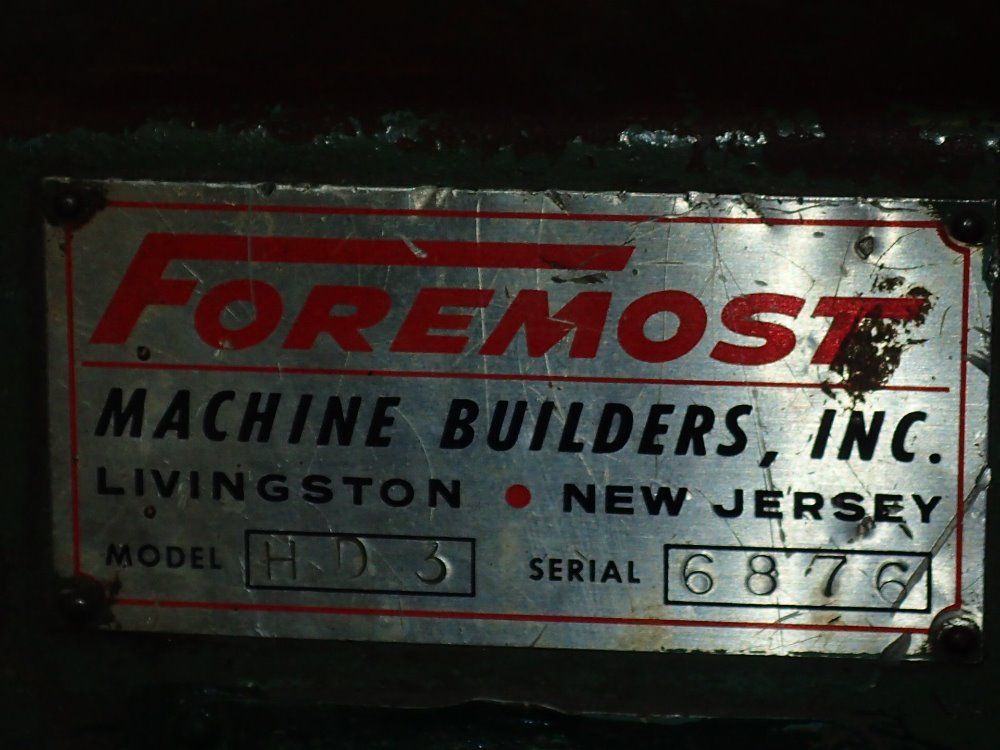 FOREMOST
MACHINE BUILDERS, INC.
LIVINGSTON • NEW JERSEY
MODEL HD 3 SERIAL 6876